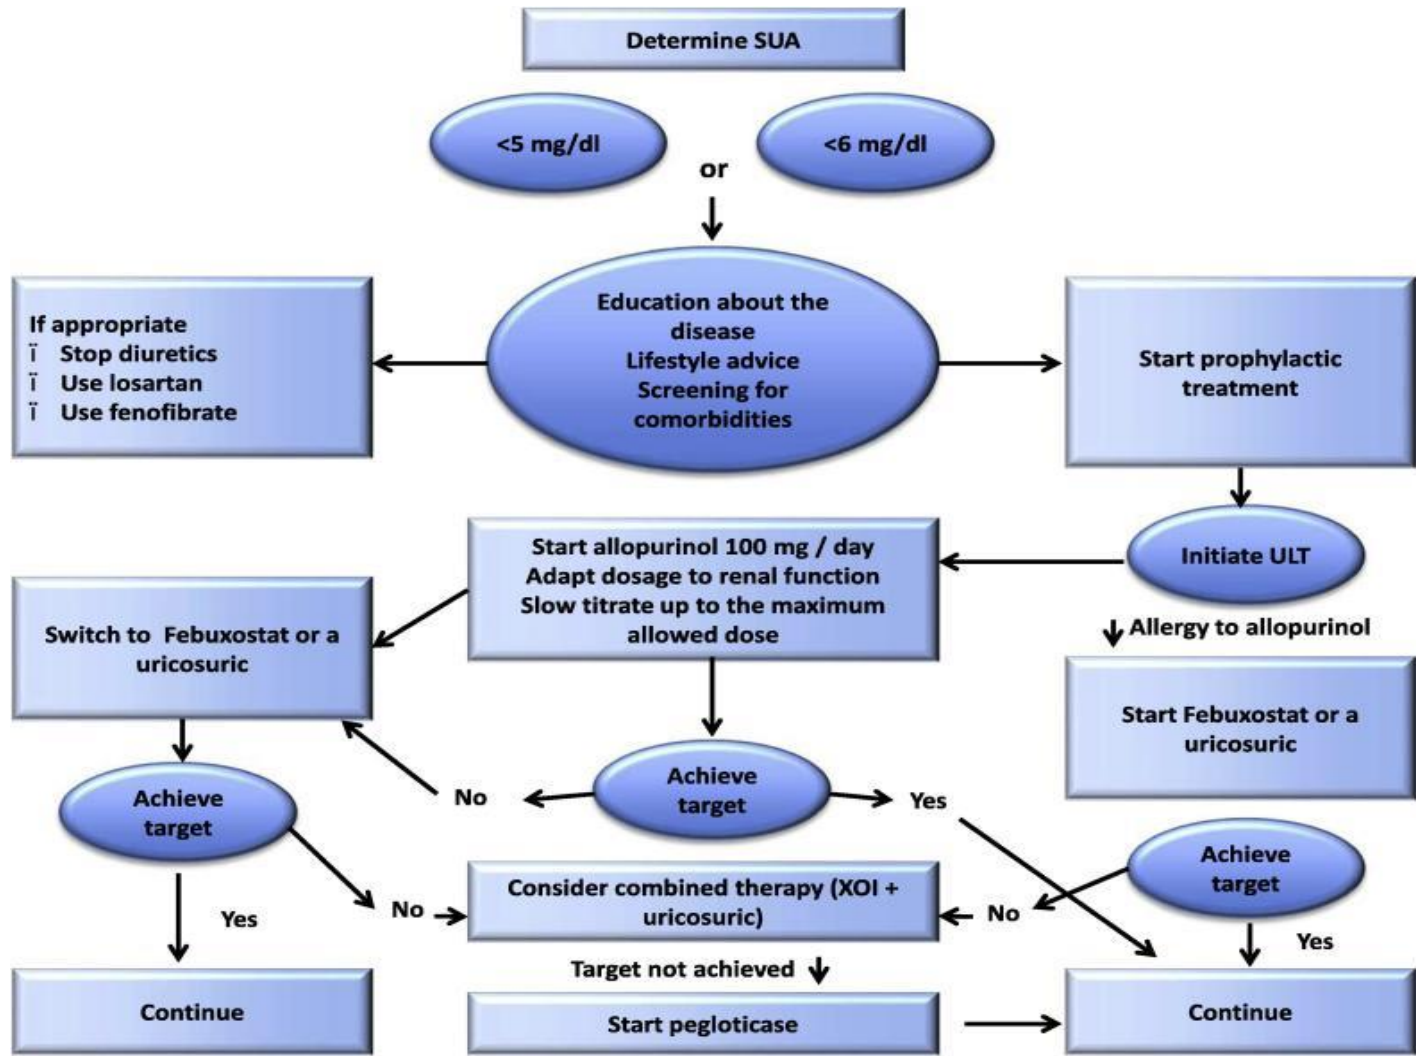 Determine SUA
<5 mg/dl
<6 mg/dl
or
If appropriate
ï Stop diuretics
ï Use losartan
ï Use fenofibrate
Education about the
disease
Lifestyle advice
Screening for
comorbidities
Start prophylactic
treatment
Start allopurinol 100 mg / day
Adapt dosage to renal function
Slow titrate up to the maximum
allowed dose
Initiate ULT
Allergy to allopurinol
Switch to Febuxostat or a
uricosuric
Start Febuxostat or a
uricosuric
Achieve
target
No
Achieve
target
Yes
Achieve
target
No
Yes
Consider combined therapy (XOI +
uricosuric)
No
Yes
Target not achieved
Continue
Start pegloticase
Continue